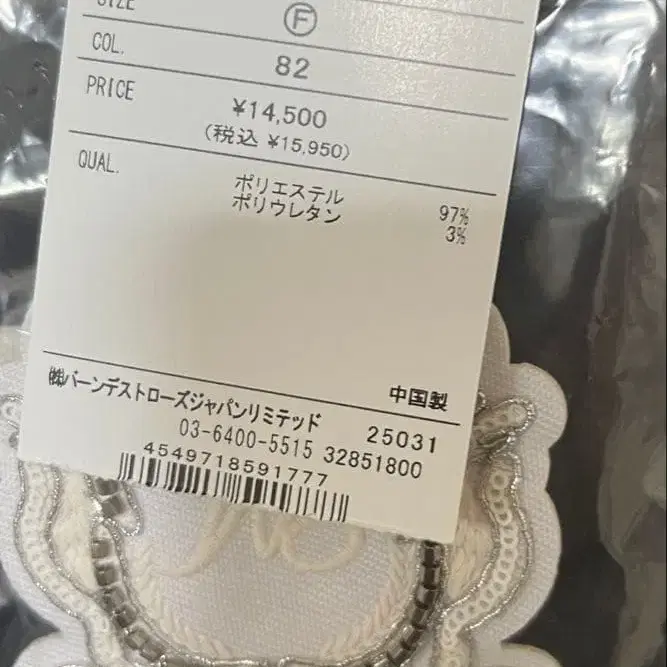 SIZE Ⓕ
COL. 82
PRICE ¥14,500
(税込 ¥15,950)
QUAL. ポリエステル 97%
ポリウレタン 3%
中国製
㈱バーンデストローズジャパンリミテッド 25031
03-6400-5515 32851800
4549718591777